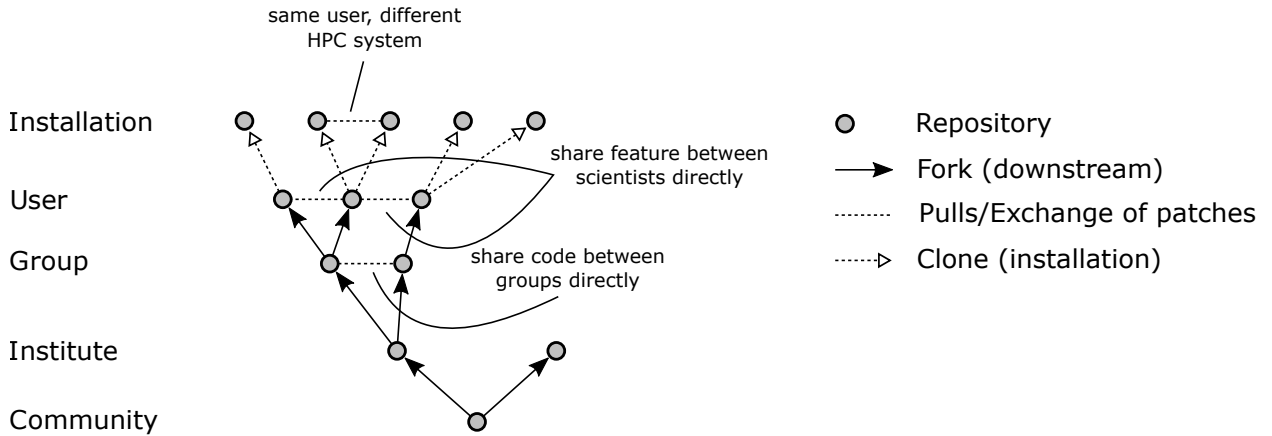 same user, different
HPC system
Installation
User
Group
Institute
Community
share feature between
scientists directly
share code between
groups directly
Repository
Fork (downstream)
Pulls/Exchange of patches
Clone (installation)